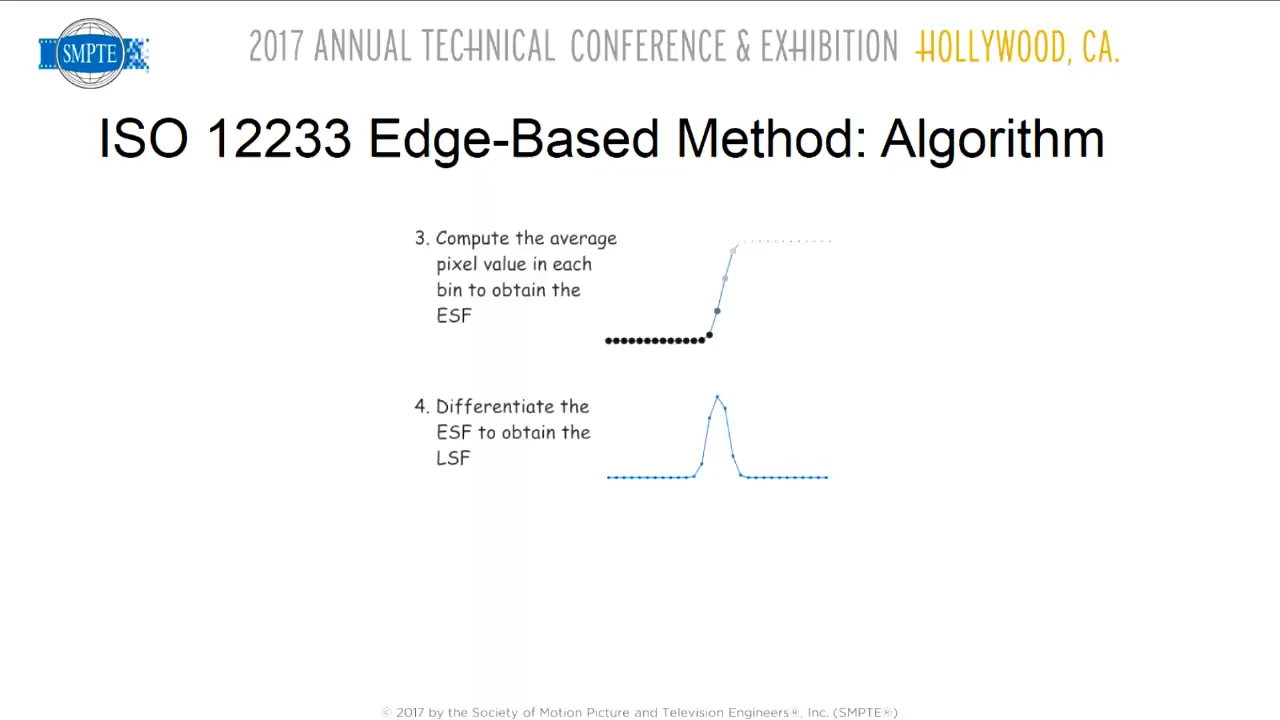 SMPTE
2017 ANNUAL TECHNICAL CONFERENCE & EXHIBITION HOLLYWOOD, CA.
ISO 12233 Edge-Based Method: Algorithm
3. Compute the average
pixel value in each
bin to obtain the
ESF
4. Differentiate the
ESF to obtain the
LSF
© 2017 by the Society of Motion Picture and Television Engineers®, Inc. (SMPTE®)